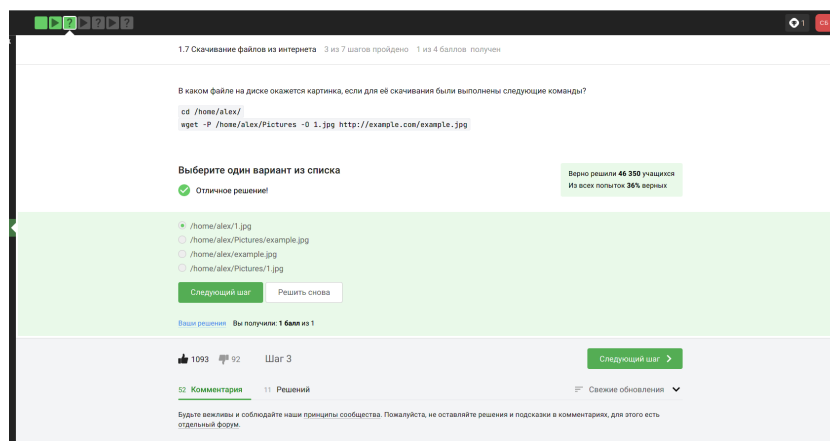 1
СБ
1.7 Скачивание файлов из интернета 3 из 7 шагов пройдено 1 из 4 баллов получен
В каком файле на диске окажется картинка, если для её скачивания были выполнены следующие команды?
cd /home/alex/
wget -P /home/alex/Pictures -O 1.jpg http://example.com/example.jpg
Выберите один вариант из списка
Верно решили 46 350 учащихся
Из всех попыток 36% верных
Отличное решение!
/home/alex/1.jpg
/home/alex/Pictures/example.jpg
/home/alex/example.jpg
/home/alex/Pictures/1.jpg
Следующий шаг Решить снова
Ваши решения Вы получили: 1 балл из 1
1093 92 Шаг 3 Следующий шаг
52 Комментария 11 Решений Свежие обновления
Будьте вежливы и соблюдайте наши принципы сообщества. Пожалуйста, не оставляйте решения и подсказки в комментариях, для этого есть
отдельный форум.